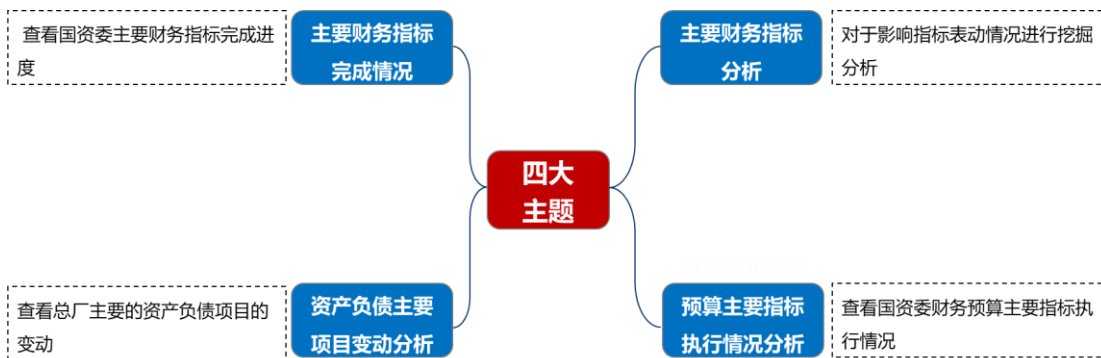 查看国资委主要财务指标完成进
度
主要财务指标
完成情况
主要财务指标
分析
对于影响指标表动情况进行挖掘
分析
四大
主题
查看总厂主要的资产负债项目的
变动
资产负债主要
项目变动分析
预算主要指标
执行情况分析
查看国资委财务预算主要指标执
行情况